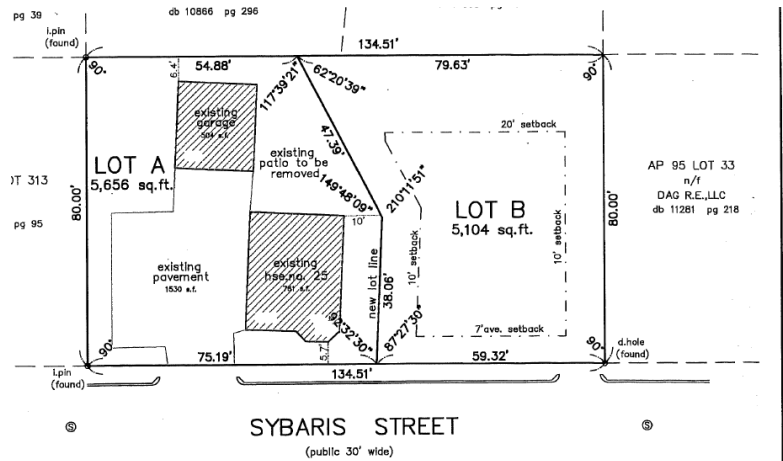 pg 39
db 10866 pg 296
i.pin
(found)
134.51'
90°
54.88'
79.63'
90°
6.4'
117°39'21"
62°20'39"
existing
garage
504 s.f.
20' setback
47.39'
existing
patio to be
removed
LOT A
5,656 sq.ft.
149°48'09"
210°11'51"
LOT B
5,104 sq.ft.
AP 95 LOT 33
n/f
DAG R.E.,LLC
db 11281 pg 218
OT 313
pg 95
80.00'
80.00'
10'
10' setback
10' setback
new lot line
38.06'
existing
pavement
1530 s.f.
existing
hse.no. 25
761 s.f.
92°32'30"
87°27'30"
7'ave. setback
5.7'
90°
90°
d.hole
(found)
i.pin
(found)
75.19'
59.32'
134.51'
S
SYBARIS STREET
S
(public 30' wide)